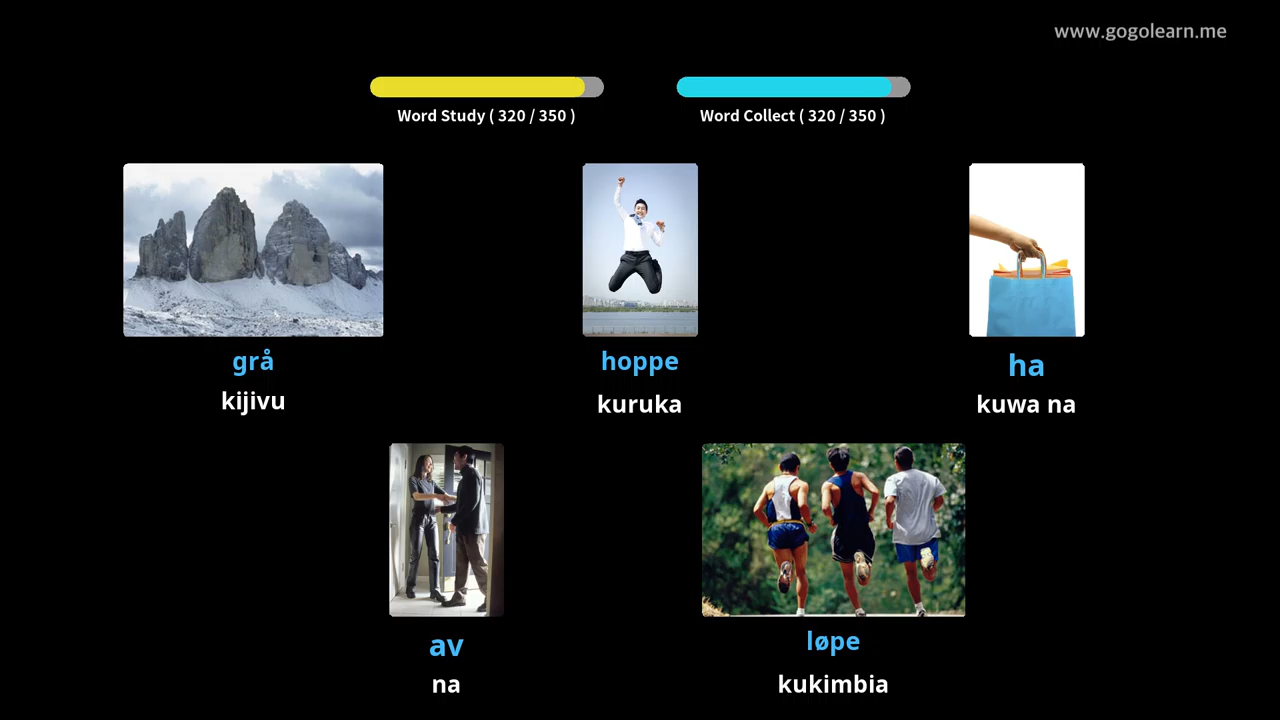 www.gogolearn.me
Word Study ( 320 / 350 )
Word Collect ( 320 / 350 )
grå
kijivu
hoppe
kuruka
ha
kuwa na
av
na
løpe
kukimbia